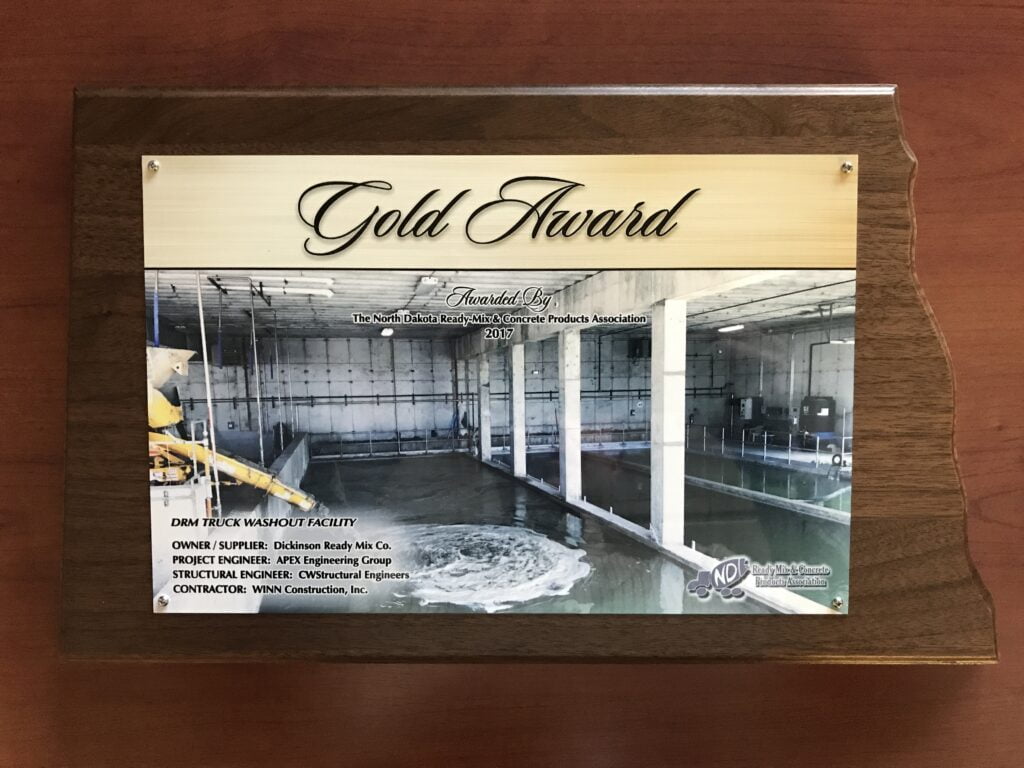 Gold Award
Awarded By
The North Dakota Ready-Mix & Concrete Products Association
2017
DRM TRUCK WASHOUT FACILITY
OWNER / SUPPLIER: Dickinson Ready Mix Co.
PROJECT ENGINEER: APEX Engineering Group
STRUCTURAL ENGINEER: CWStructural Engineers
CONTRACTOR: WINN Construction, Inc.
ND
Ready Mix & Concrete
Products Association